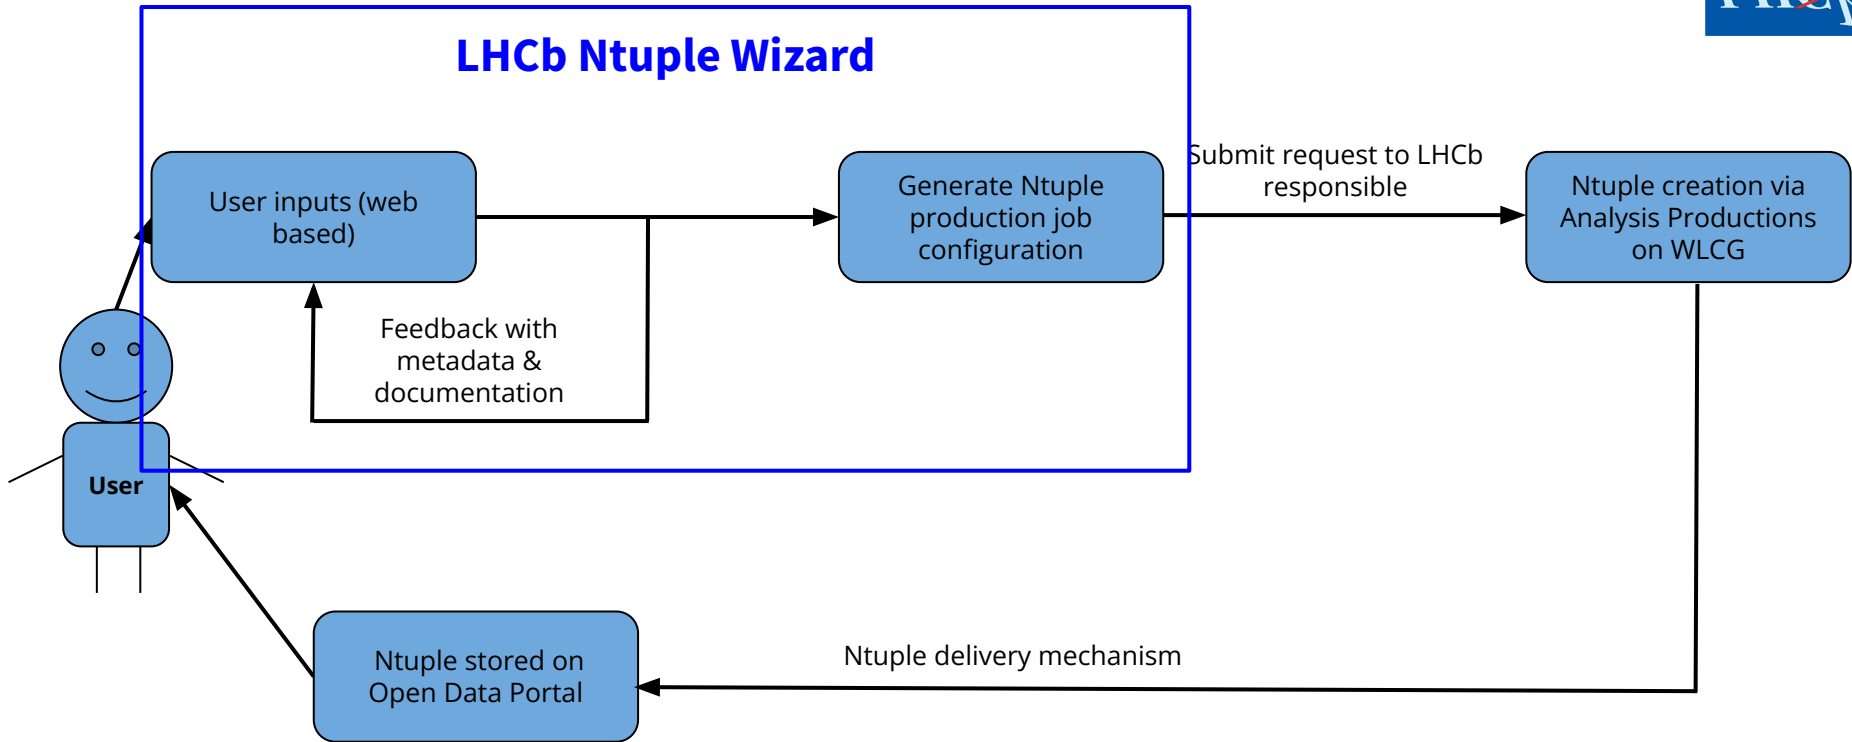 LHCb Ntuple Wizard
User inputs (web
based)
Generate Ntuple
production job
configuration
Submit request to LHCb
responsible
Ntuple creation via
Analysis Productions
on WLCG
Feedback with
metadata &
documentation
User
Ntuple stored on
Open Data Portal
Ntuple delivery mechanism